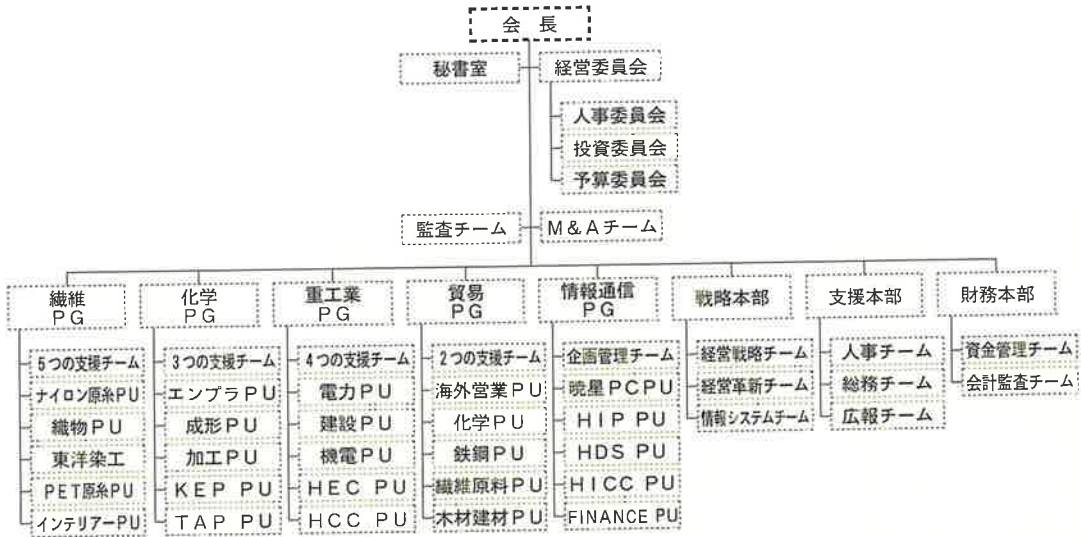 会長
秘書室
経営委員会
人事委員会
投資委員会
予算委員会
監査チーム
M&Aチーム
繊維
PG
5つの支援チーム
ナイロン原糸PU
織物PU
東洋染工
PET原糸PU
インテリアーPU
化学
PG
3つの支援チーム
エンプラPU
成形PU
加工PU
KEP PU
TAP PU
重工業
PG
4つの支援チーム
電力PU
建設PU
機電PU
HEC PU
HCC PU
貿易
PG
2つの支援チーム
海外営業PU
化学PU
鉄鋼PU
繊維原料PU
木材建材PU
情報通信
PG
企画管理チーム
暁星PCPU
HIP PU
HDS PU
HICC PU
FINANCE PU
戦略本部
経営戦略チーム
経営革新チーム
情報システムチーム
支援本部
人事チーム
総務チーム
広報チーム
財務本部
資金管理チーム
会計監査チーム